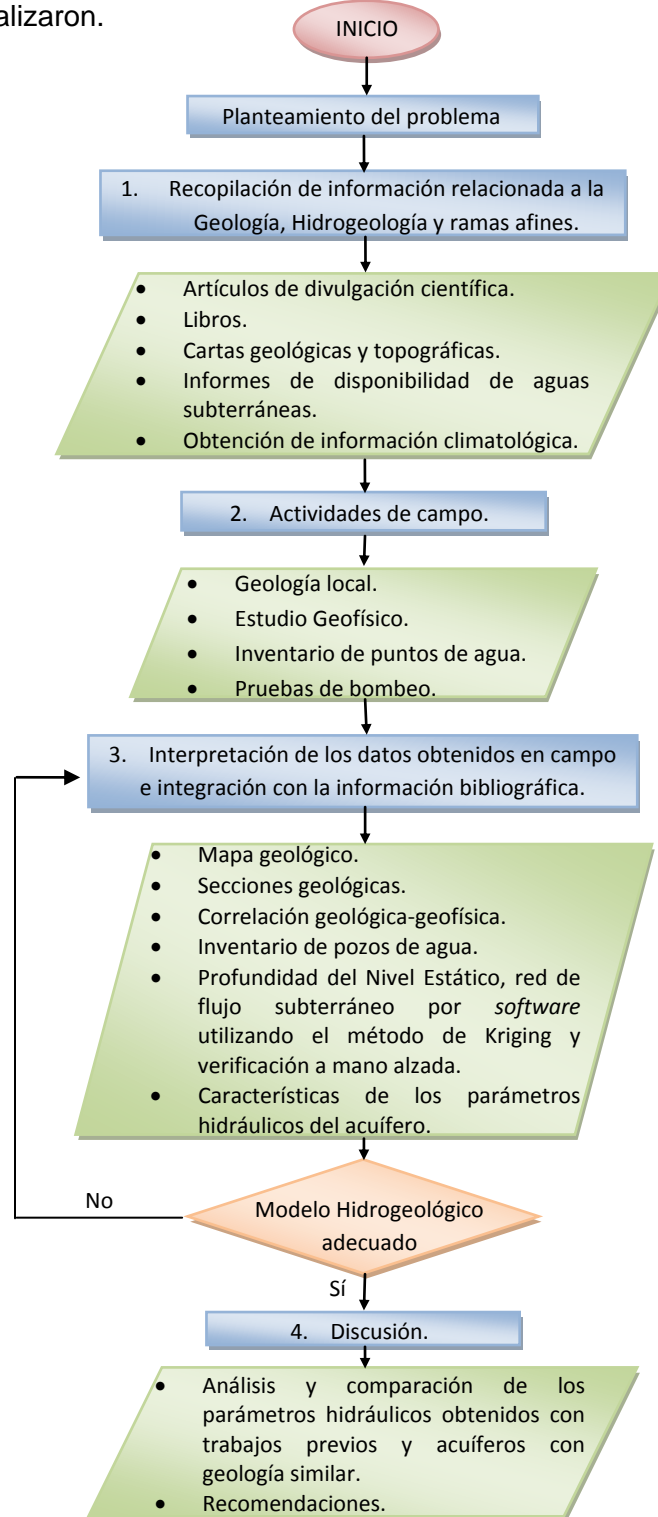 alizaron.
INICIO
Planteamiento del problema
1. Recopilación de información relacionada a la
Geología, Hidrogeología y ramas afines.
• Artículos de divulgación científica.
• Libros.
• Cartas geológicas y topográficas.
• Informes de disponibilidad de aguas
subterráneas.
• Obtención de información climatológica.
2. Actividades de campo.
• Geología local.
• Estudio Geofísico.
• Inventario de puntos de agua.
• Pruebas de bombeo.
3. Interpretación de los datos obtenidos en campo
e integración con la información bibliográfica.
• Mapa geológico.
• Secciones geológicas.
• Correlación geológica-geofísica.
• Inventario de pozos de agua.
• Profundidad del Nivel Estático, red de
flujo subterráneo por software
utilizando el método de Kriging y
verificación a mano alzada.
• Características de los parámetros
hidráulicos del acuífero.
No
Modelo Hidrogeológico
adecuado
Sí
4. Discusión.
• Análisis y comparación de los
parámetros hidráulicos obtenidos con
trabajos previos y acuíferos con
geología similar.
• Recomendaciones.